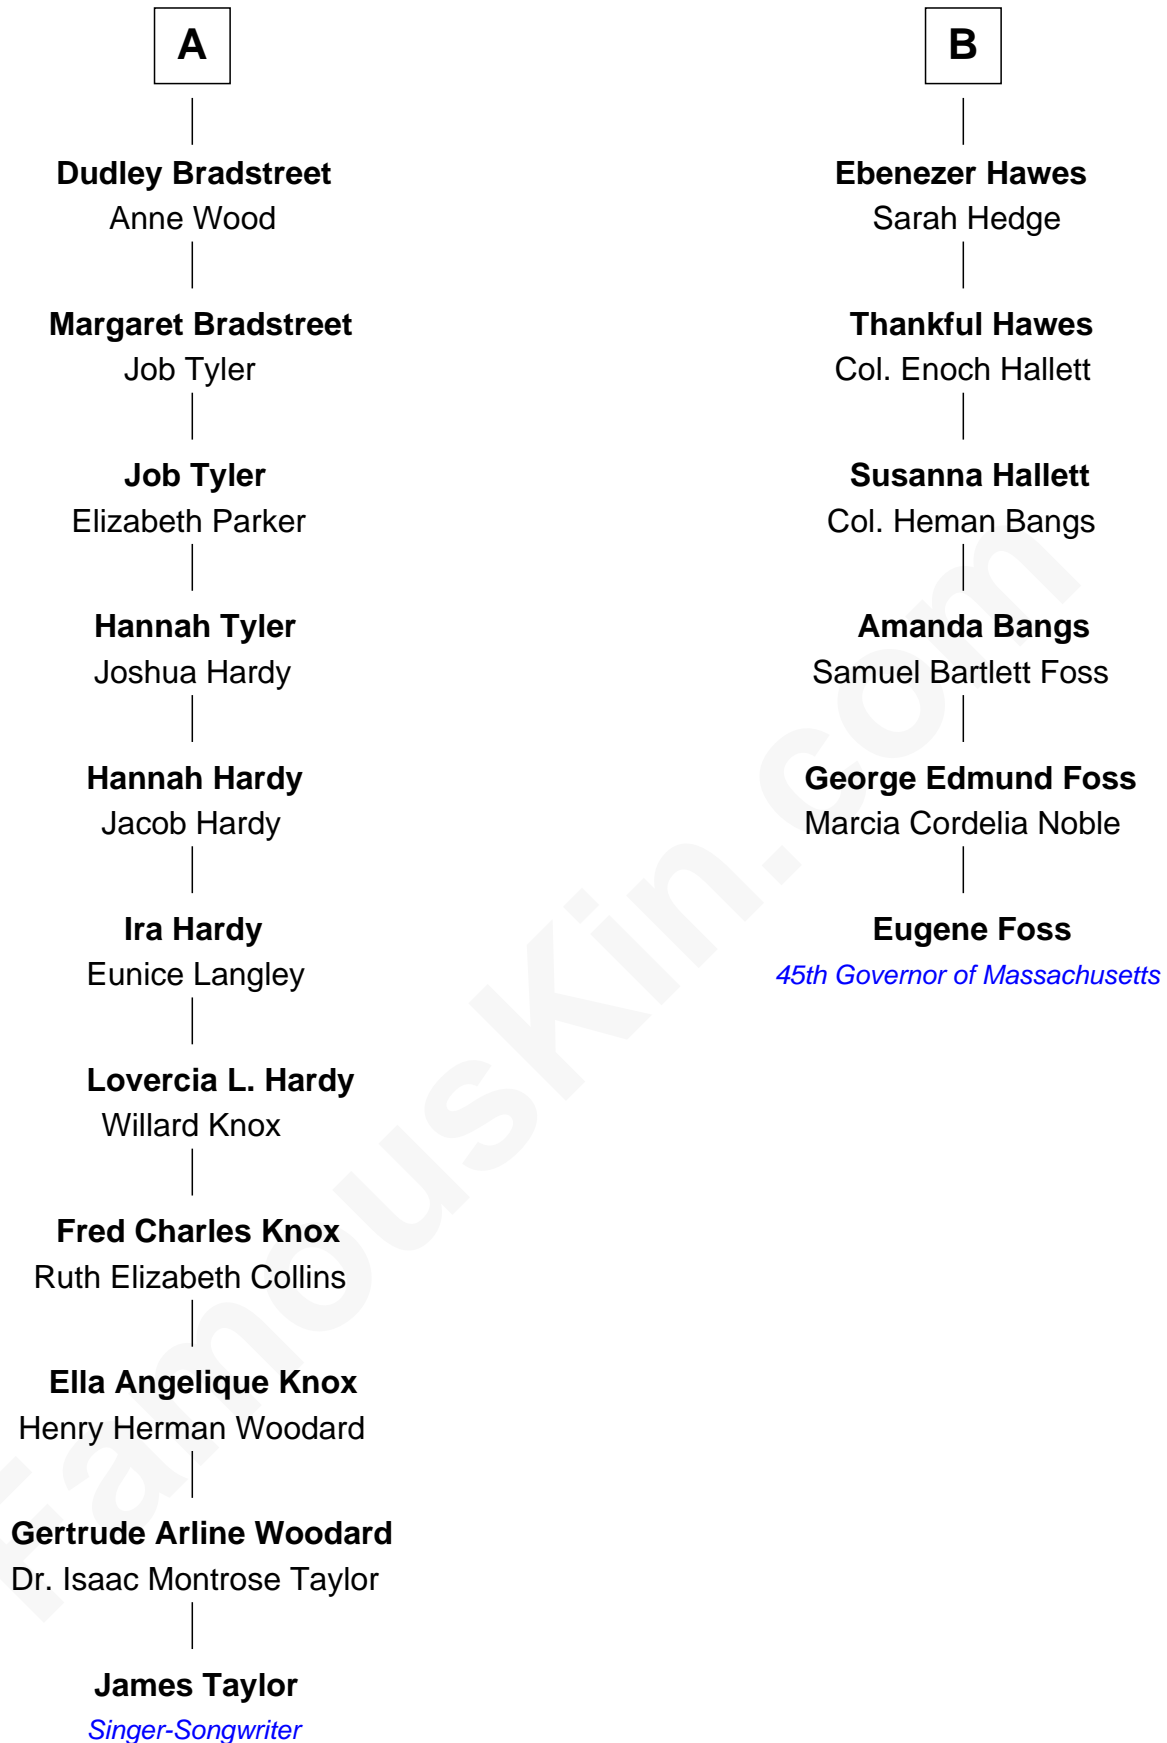 A
Dudley Bradstreet
Anne Wood
Margaret Bradstreet
Job Tyler
Job Tyler
Elizabeth Parker
Hannah Tyler
Joshua Hardy
Hannah Hardy
Jacob Hardy
Ira Hardy
Eunice Langley
Lovercia L. Hardy
Willard Knox
Fred Charles Knox
Ruth Elizabeth Collins
Ella Angelique Knox
Henry Herman Woodard
Gertrude Arline Woodard
Dr. Isaac Montrose Taylor
James Taylor
Singer-Songwriter
B
Ebenezer Hawes
Sarah Hedge
Thankful Hawes
Col. Enoch Hallett
Susanna Hallett
Col. Heman Bangs
Amanda Bangs
Samuel Bartlett Foss
George Edmund Foss
Marcia Cordelia Noble
Eugene Foss
45th Governor of Massachusetts
FamousKin.com